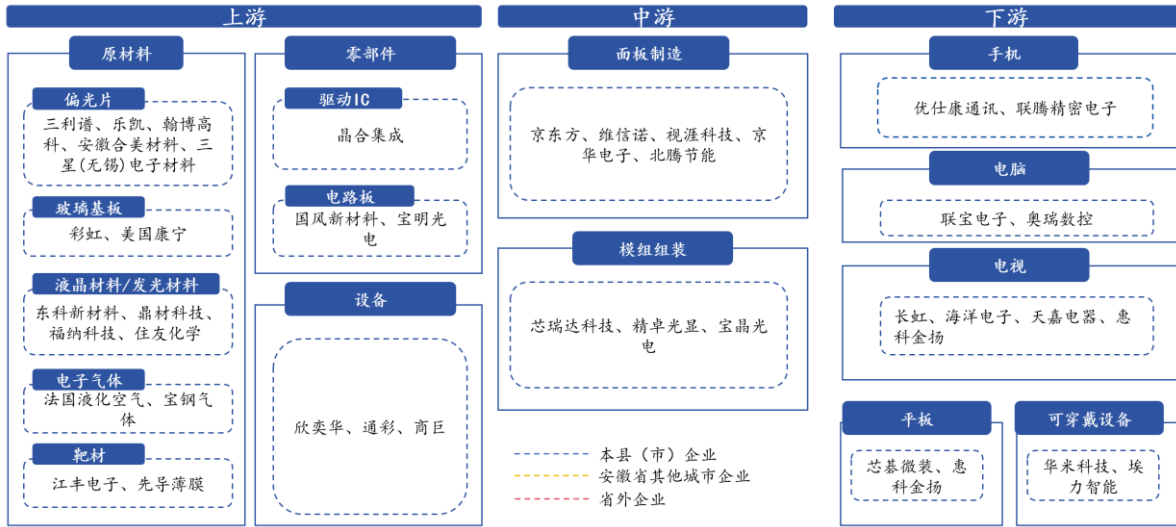 上游
原材料
偏光片
三利谱、乐凯、翰博高
科、安徽合美材料、三
星(无锡)电子材料
玻璃基板
彩虹、美国康宁
液晶材料/发光材料
东科新材料、鼎材科技、
福纳科技、住友化学
电子气体
法国液化空气、宝钢气
体
靶材
江丰电子、先导薄膜
零部件
驱动IC
晶合集成
电路板
国风新材料、宝明光
电
设备
欣奕华、通彩、商巨
中游
面板制造
京东方、维信诺、视涯科技、京
华电子、北腾节能
模组组装
芯瑞达科技、精卓光显、宝晶光
电
本县（市）企业
安徽省其他城市企业
省外企业
下游
手机
优仕康通讯、联腾精密电子
电脑
联宝电子、奥瑞数控
电视
长虹、海洋电子、天嘉电器、惠
科金扬
平板
芯碁微装、惠
科金扬
可穿戴设备
华米科技、埃
力智能